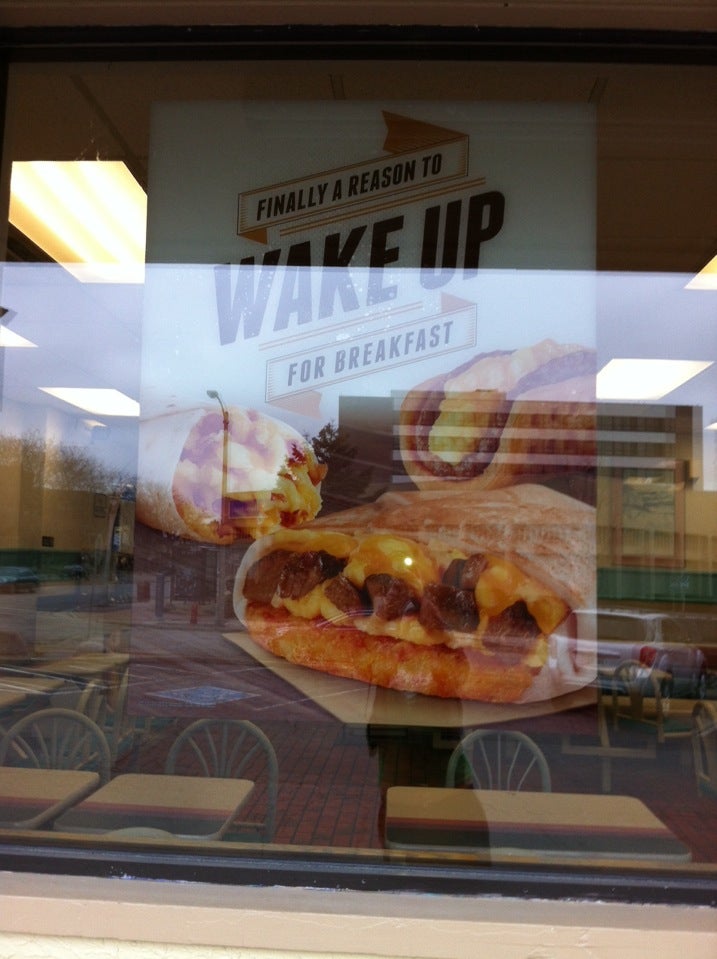 FINALLY A REASON TO
WAKE UP
FOR BREAKFAST